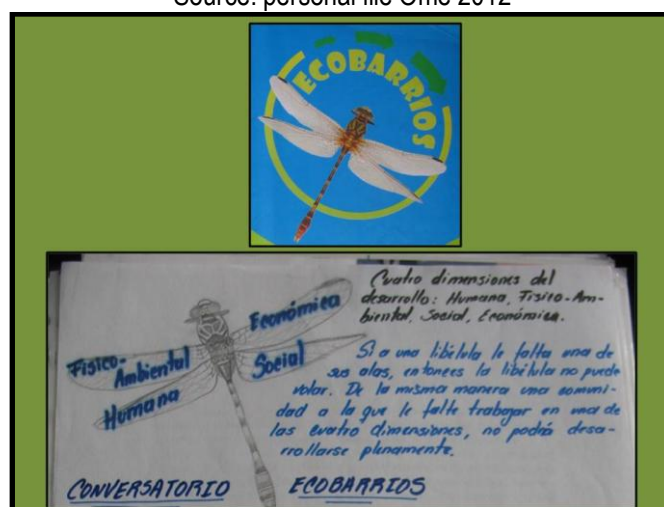 Source: personal file Ome 2012
ECOBARRIOS
Cuatro dimensiones del
desarrollo: Humana, Fisico-Am-
biental, Social, Económica.
Económica
Fisico-
Ambiental
Social
Humana
Si a una libélula le falta una de
sus alas, entonces la libélula no puede
volar. De la misma manera una comuni-
dad a la que le falte trabajar en una de
las cuatro dimensiones, no podrá desa-
rrollarse plenamente.
CONVERSATORIO ECOBARRIOS